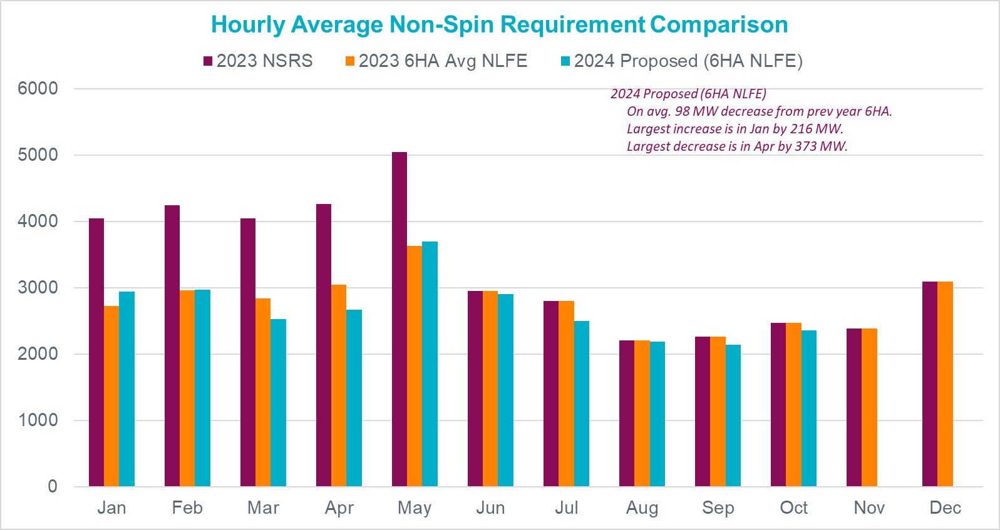 Hourly Average Non-Spin Requirement Comparison
2023 NSRS 2023 6HA Avg NLFE 2024 Proposed (6HA NLFE)
2024 Proposed (6HA NLFE)
On avg. 98 MW decrease from prev year 6HA.
Largest increase is in Jan by 216 MW.
Largest decrease is in Apr by 373 MW.
6000
5000
4000
3000
2000
1000
0
Jan Feb Mar Apr May Jun Jul Aug Sep Oct Nov Dec